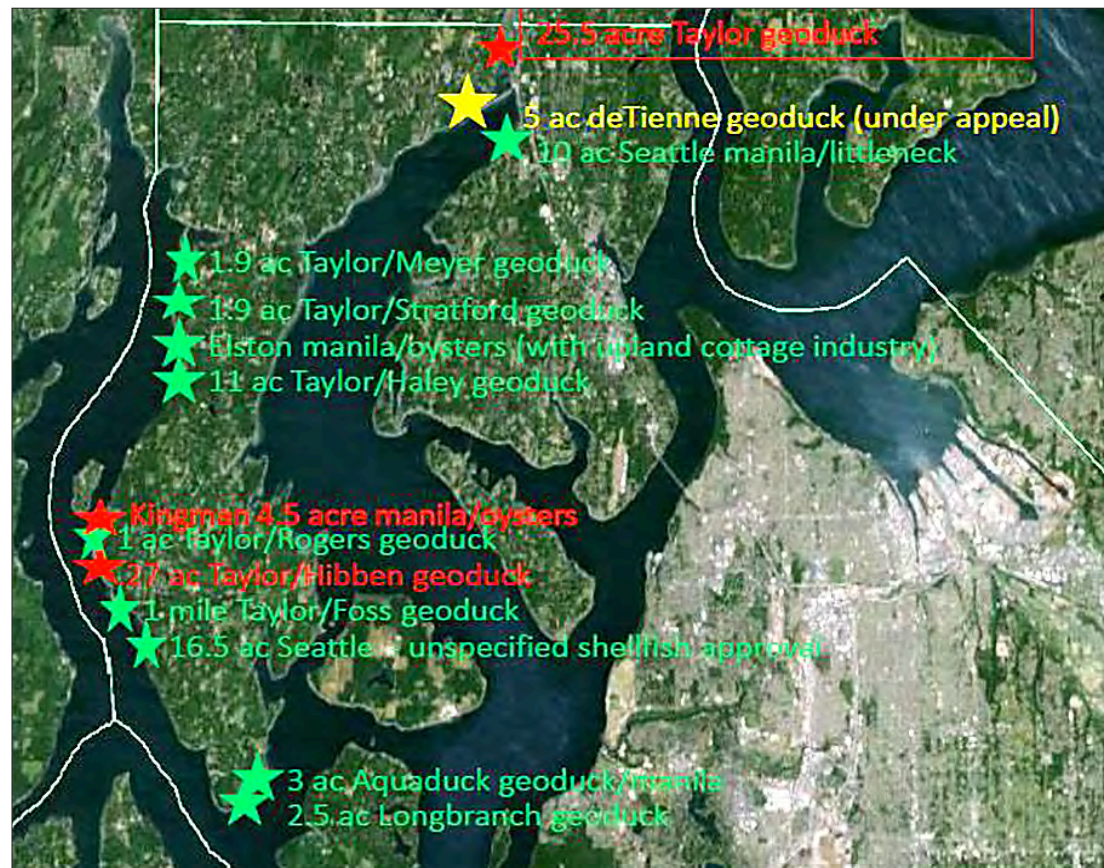 25.5 acre Taylor geoduck
5 ac deTienne geoduck (under appeal)
10 ac Seattle manila/littleneck
1.9 ac Taylor/Meyer geoduck
1.9 ac Taylor/Stratford geoduck
Elston manila/oysters (with upland cottage industry)
11 ac Taylor/Haley geoduck
Kingman 4.5 acre manila/oysters
1 ac Taylor/Rogers geoduck
.27 ac Taylor/Hibben geoduck
1 mile Taylor/Foss geoduck
16.5 ac Seattle – unspecified shellfish approval
3 ac Aquaduck geoduck/manila
2.5 ac Longbranch geoduck